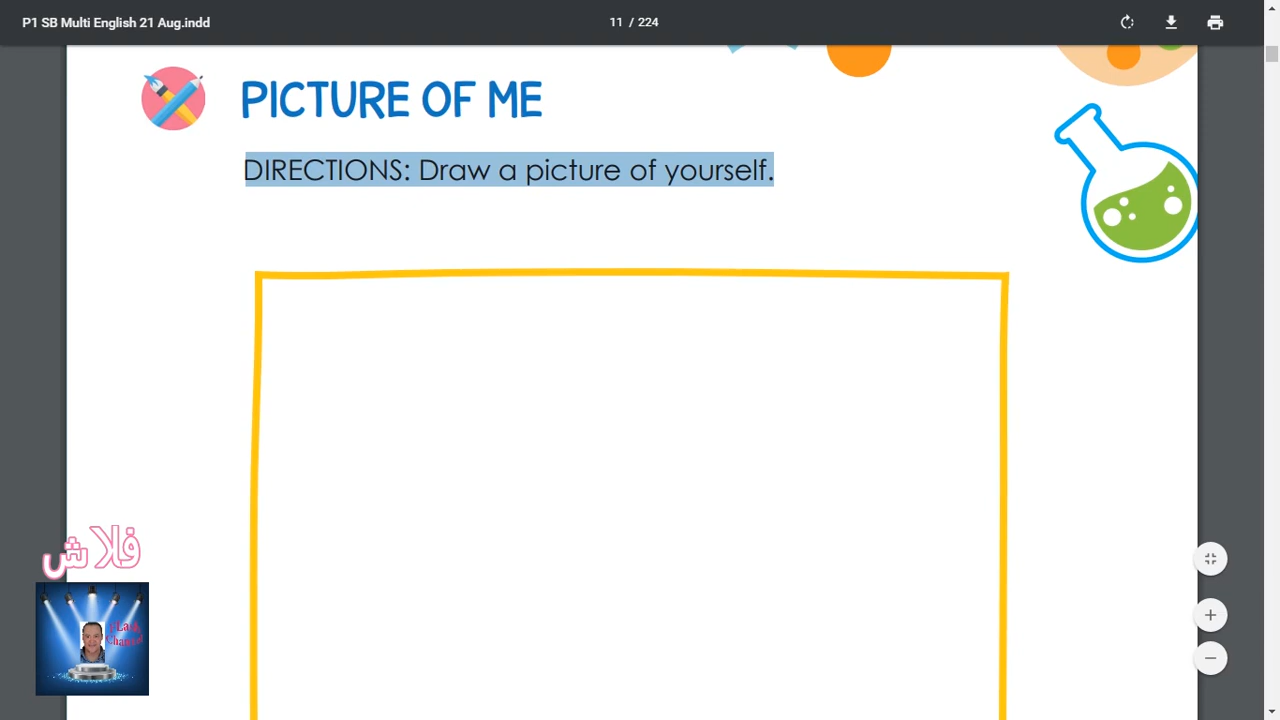 P1 SB Multi English 21 Aug.indd
11 / 224
PICTURE OF ME
DIRECTIONS: Draw a picture of yourself.
فلاش